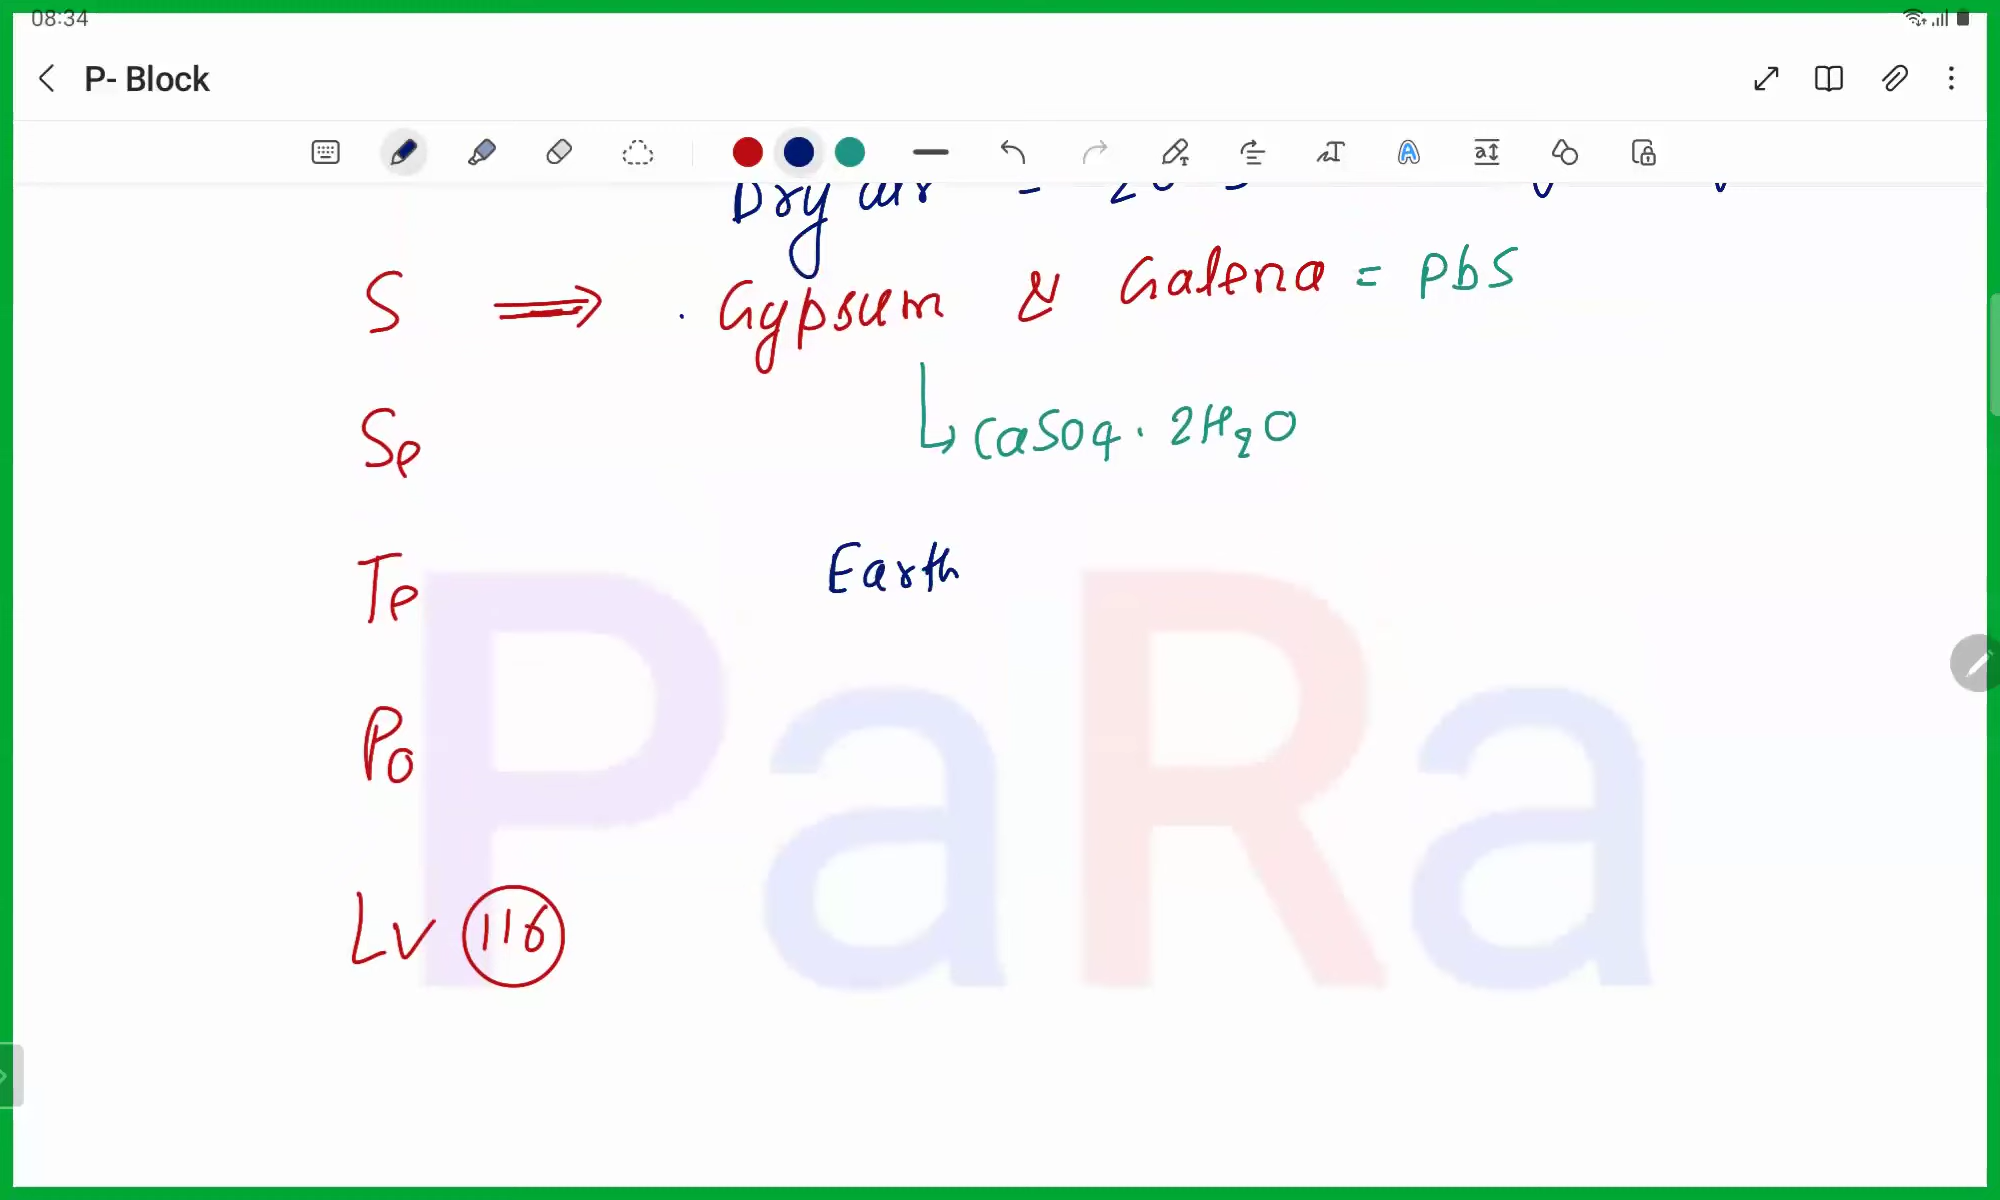 08:34
P- Block
Dry air =
S ⟹ . Gypsum & Galena = PbS
Se ↳ CaSO4 . 2H2O
Te Earth
Po
Lv 116
PaRa